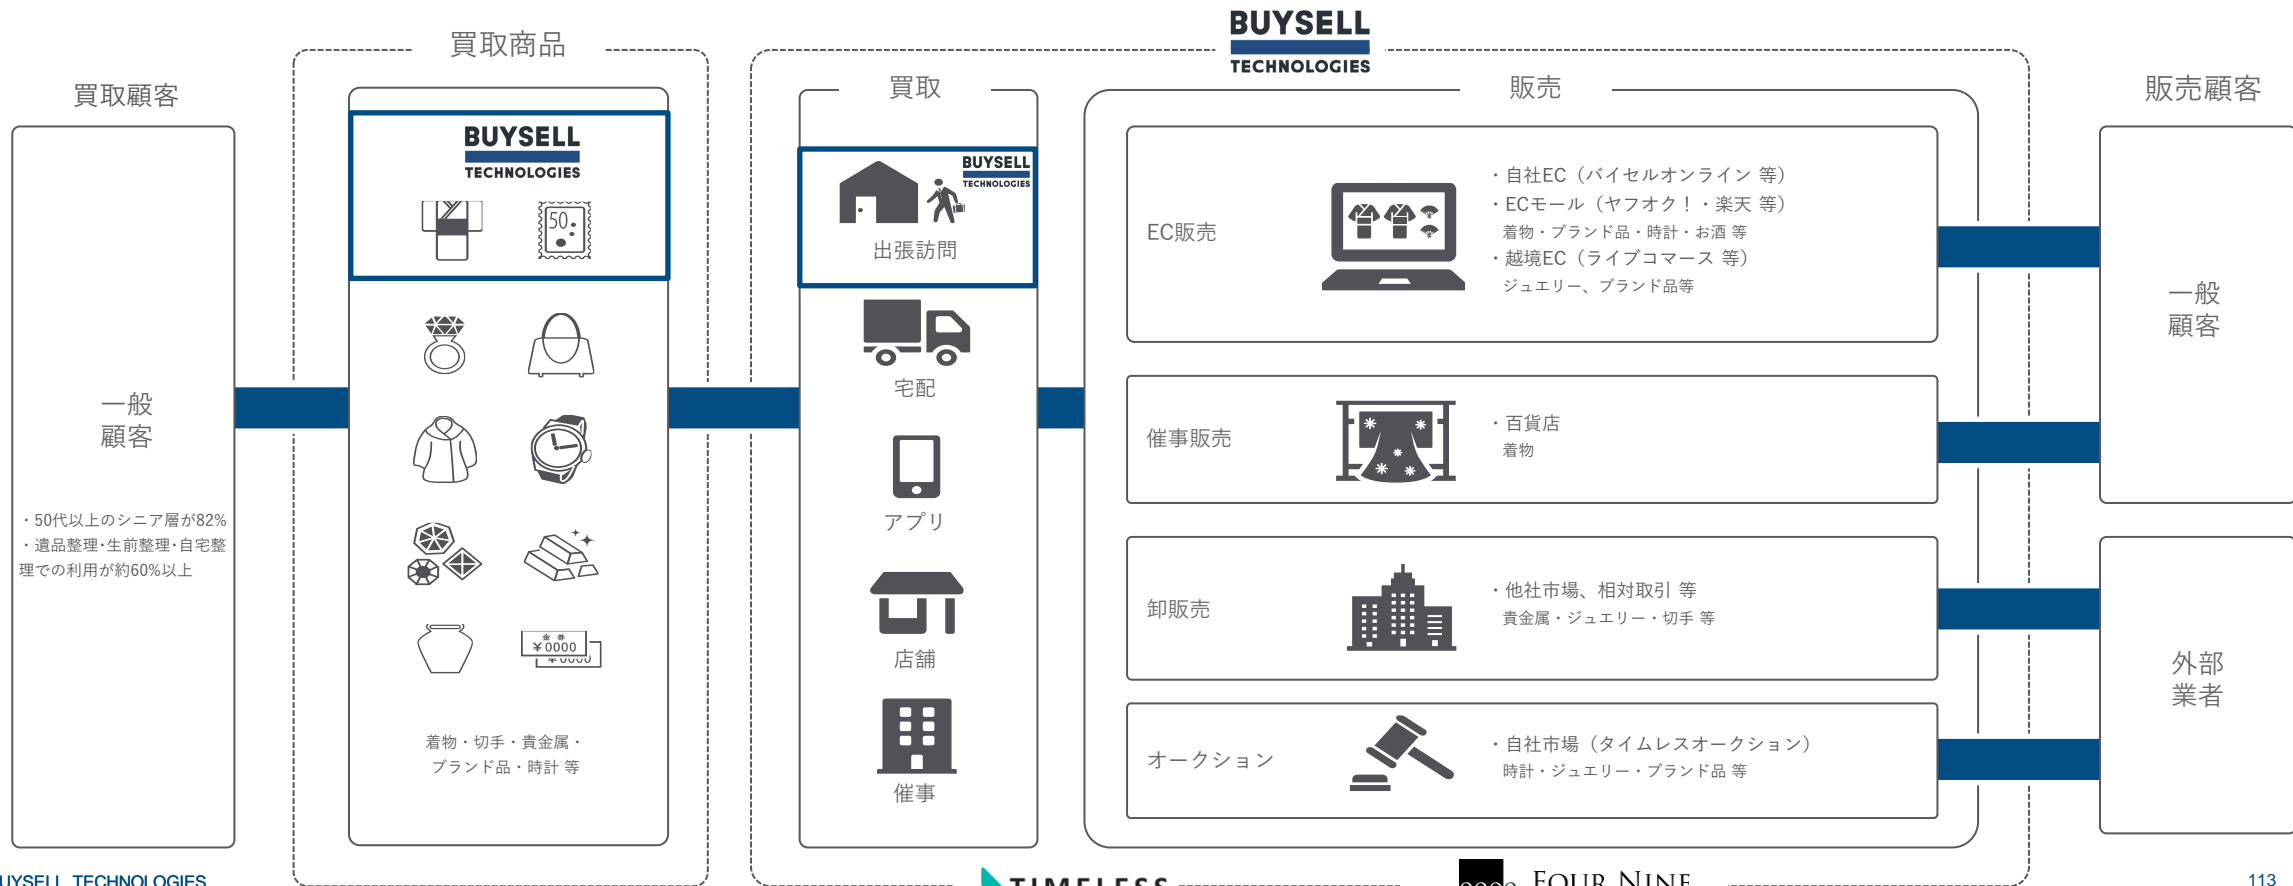 BUYSELL
TECHNOLOGIES
買取顧客
一般
顧客
・50代以上のシニア層が82%
・遺品整理・生前整理・自宅整
理での利用が約60%以上
買取商品
BUYSELL
TECHNOLOGIES
50
金 券
¥0000
¥0000
着物・切手・貴金属・
ブランド品・時計 等
買取
BUYSELL
TECHNOLOGIES
出張訪問
宅配
アプリ
店舗
催事
販売
EC販売
・自社EC（バイセルオンライン 等）
・ECモール（ヤフオク！・楽天 等）
着物・ブランド品・時計・お酒 等
・越境EC（ライブコマース 等）
ジュエリー、ブランド品等
催事販売
・百貨店
着物
卸販売
・他社市場、相対取引 等
貴金属・ジュエリー・切手 等
オークション
・自社市場（タイムレスオークション）
時計・ジュエリー・ブランド品 等
販売顧客
一般
顧客
外部
業者
UYSELL TECHNOLOGIES
TIMELESS
FOUR NINE
113